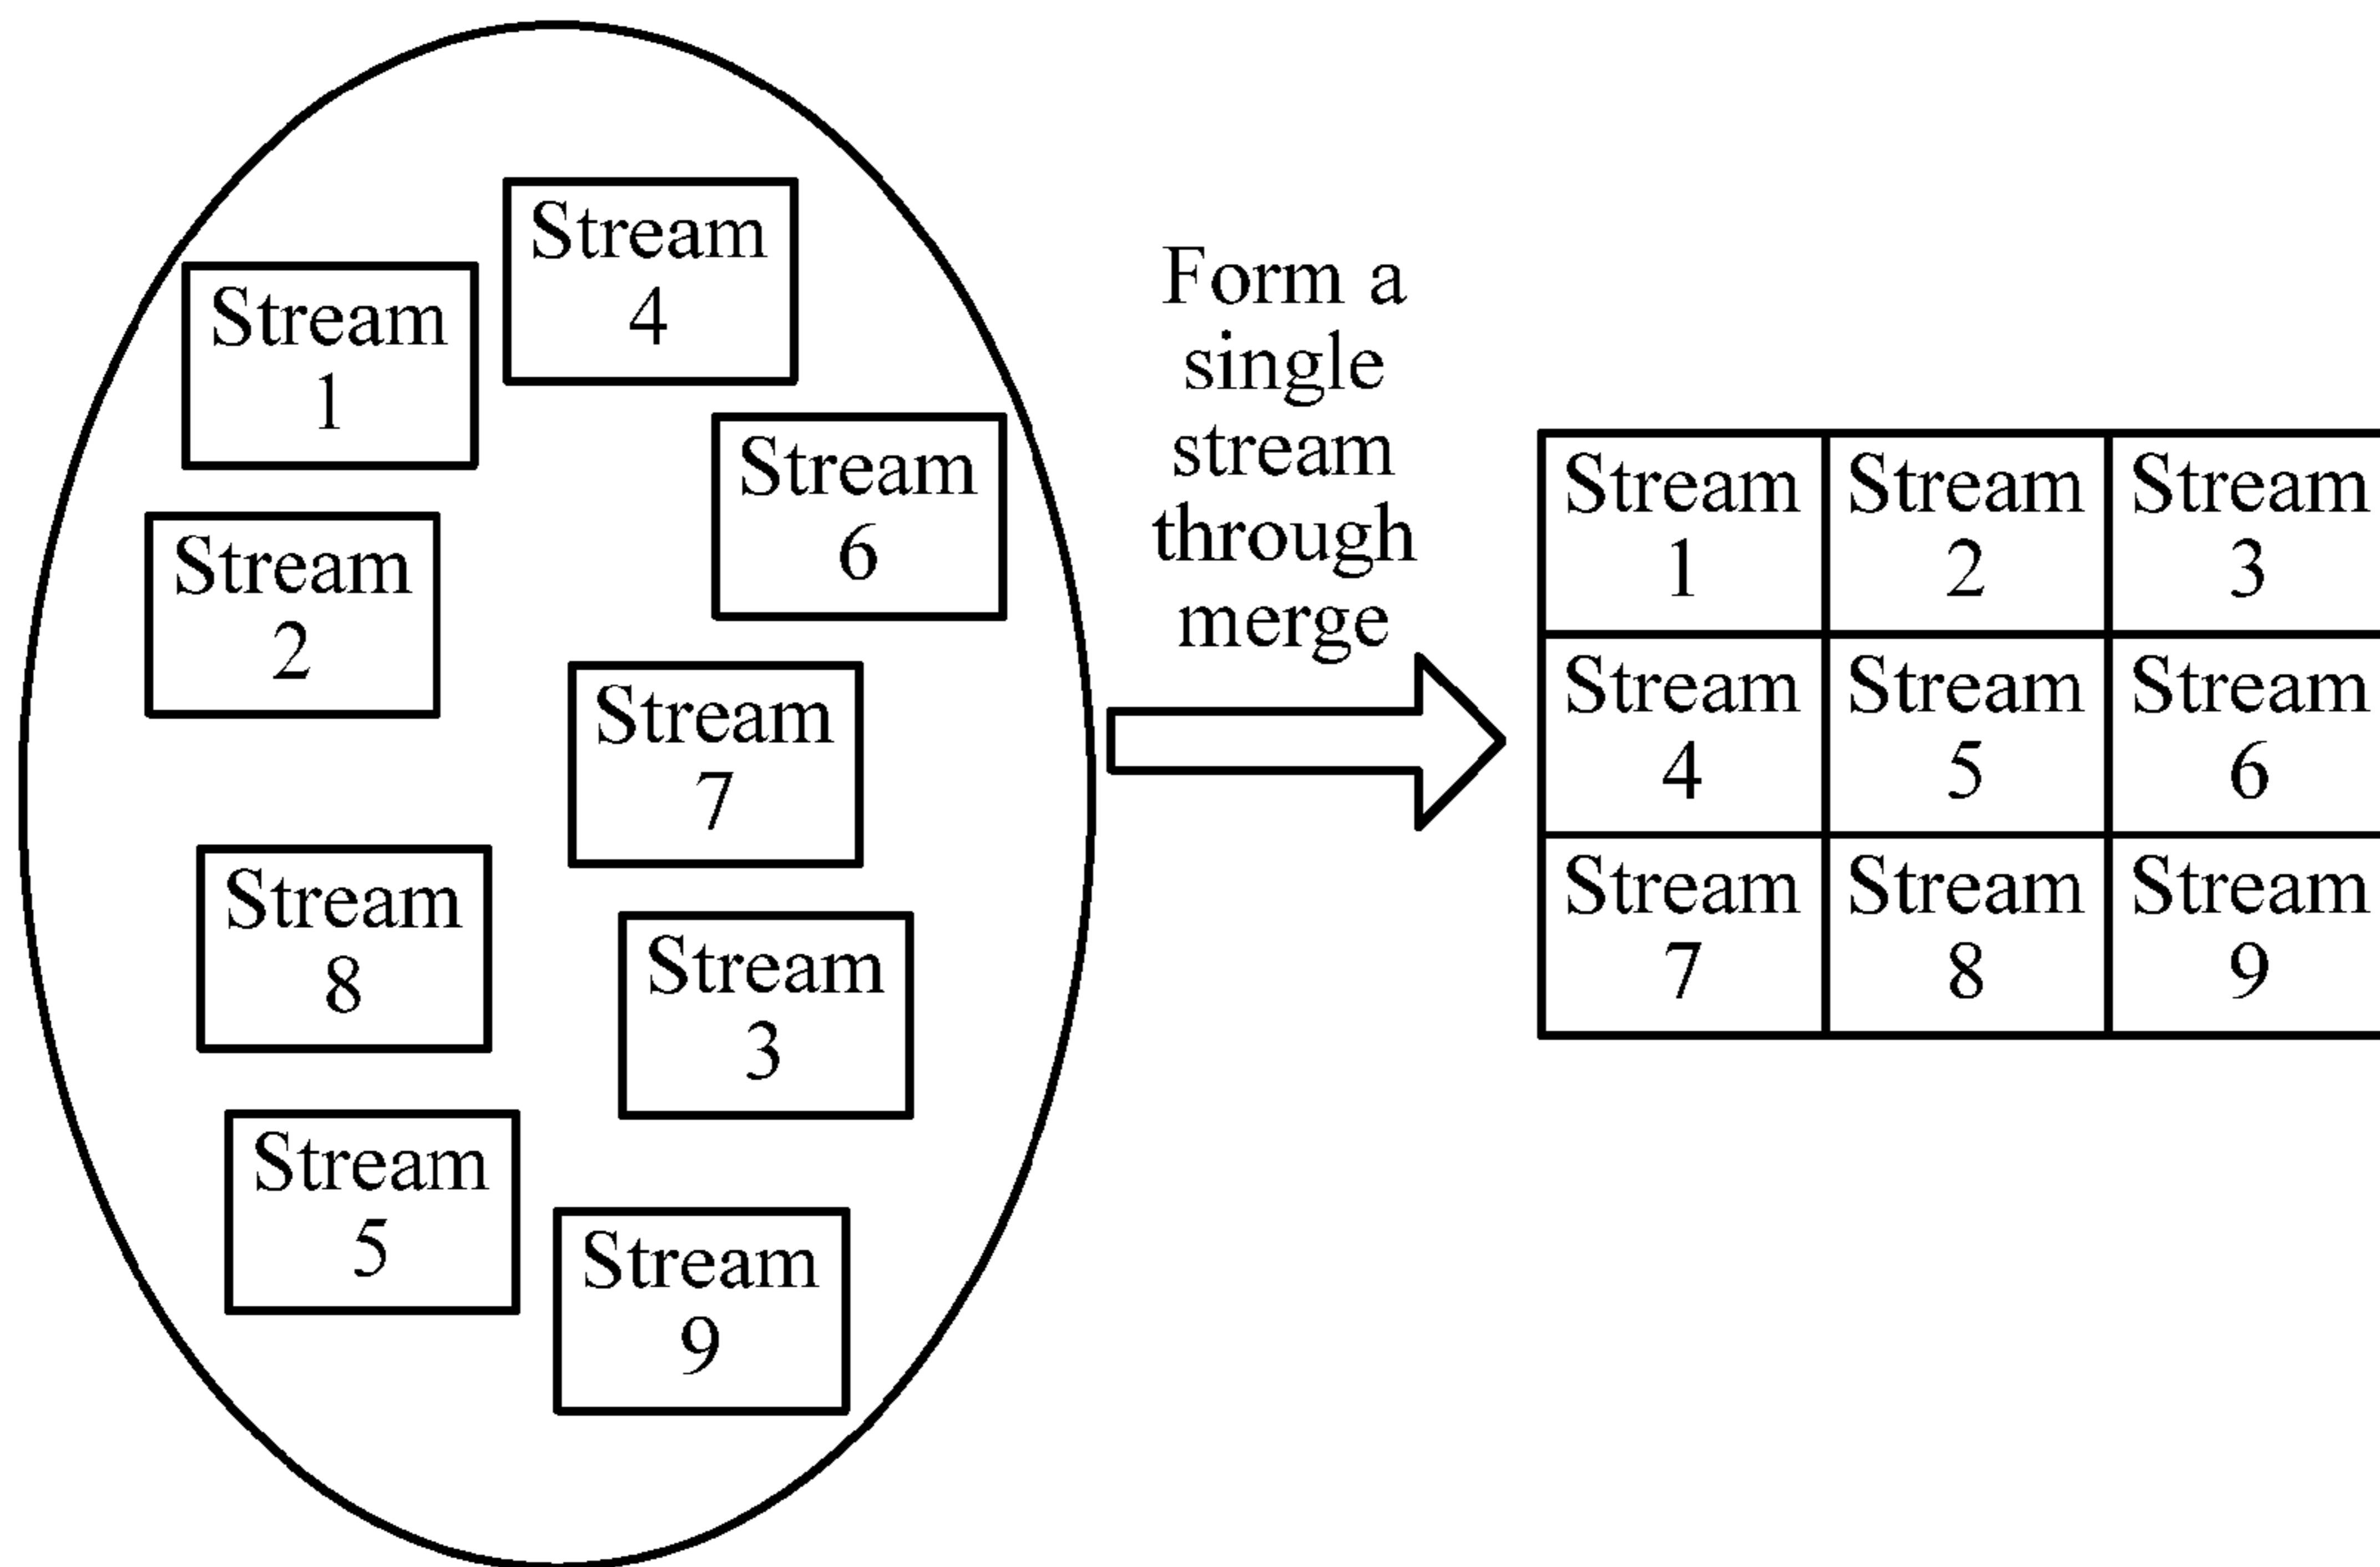 Stream
4
Stream
1
Stream
6
Stream
2
Stream
7
Stream
8
Stream
3
Stream
5
Stream
9
Form a
single
stream
through
merge
Stream Stream Stream
1 2 3
Stream Stream Stream
4 5 6
Stream Stream Stream
7 8 9